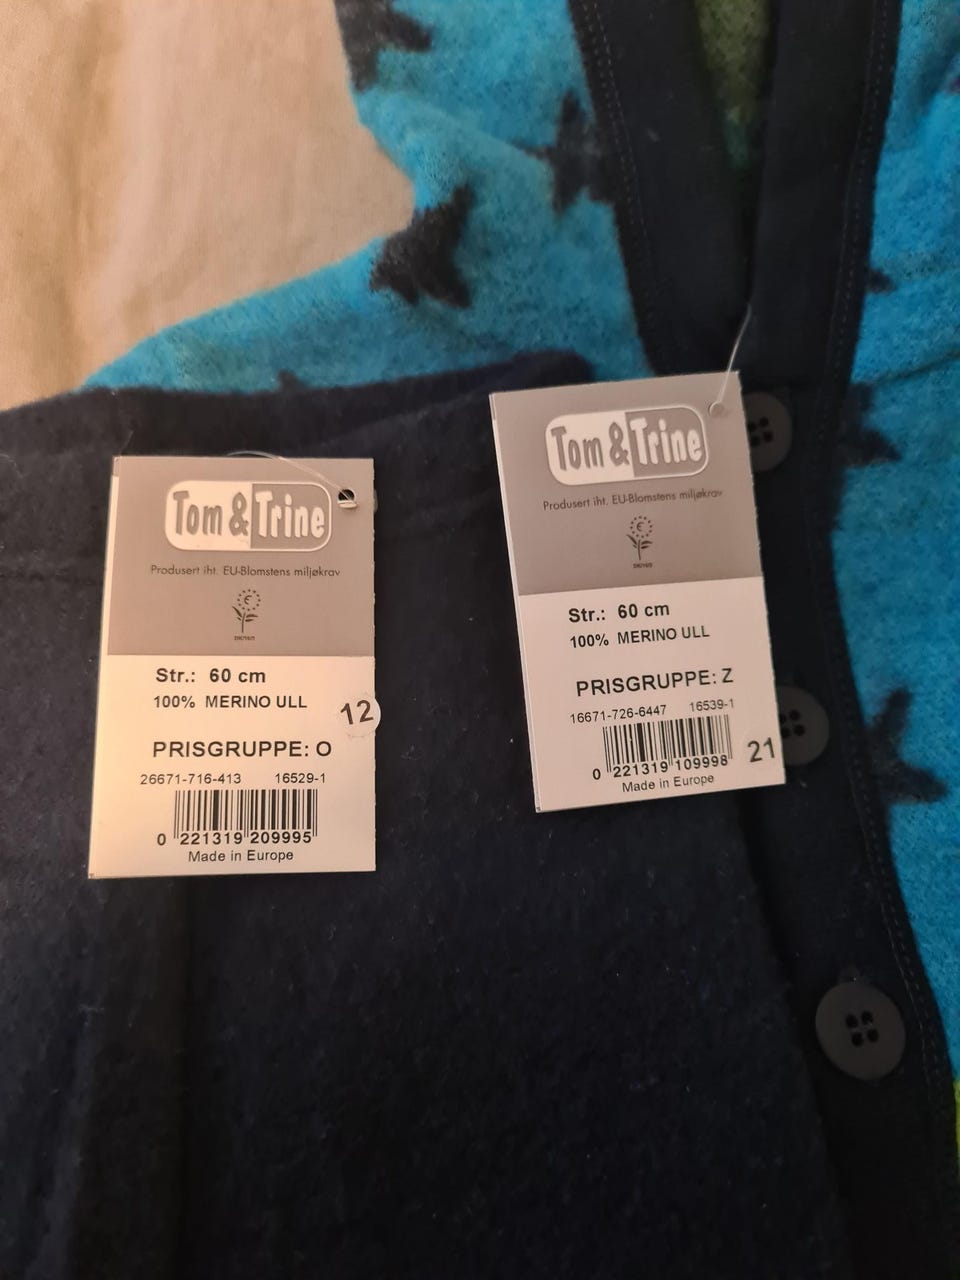 Tom & Trine
Produsert iht. EU-Blomstens miljøkrav
Str.: 60 cm
100% MERINO ULL
12
PRISGRUPPE: O
26671-716-413 16529-1
0 221319 209995
Made in Europe
Tom & Trine
Produsert iht. EU-Blomstens miljøkrav
Str.: 60 cm
100% MERINO ULL
PRISGRUPPE: Z
16671-726-6447 16539-1
0 221319 109998
21
Made in Europe